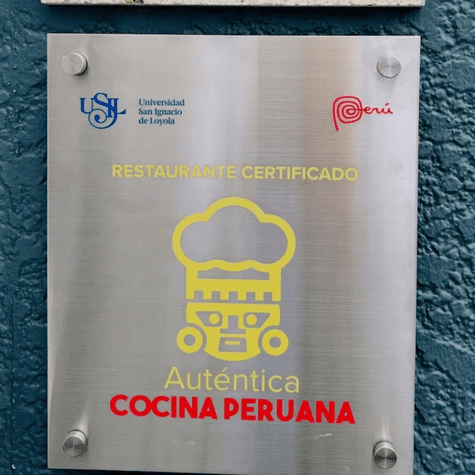 USIL
Universidad
San Ignacio
de Loyola
Perú
RESTAURANTE CERTIFICADO
Auténtica
COCINA PERUANA